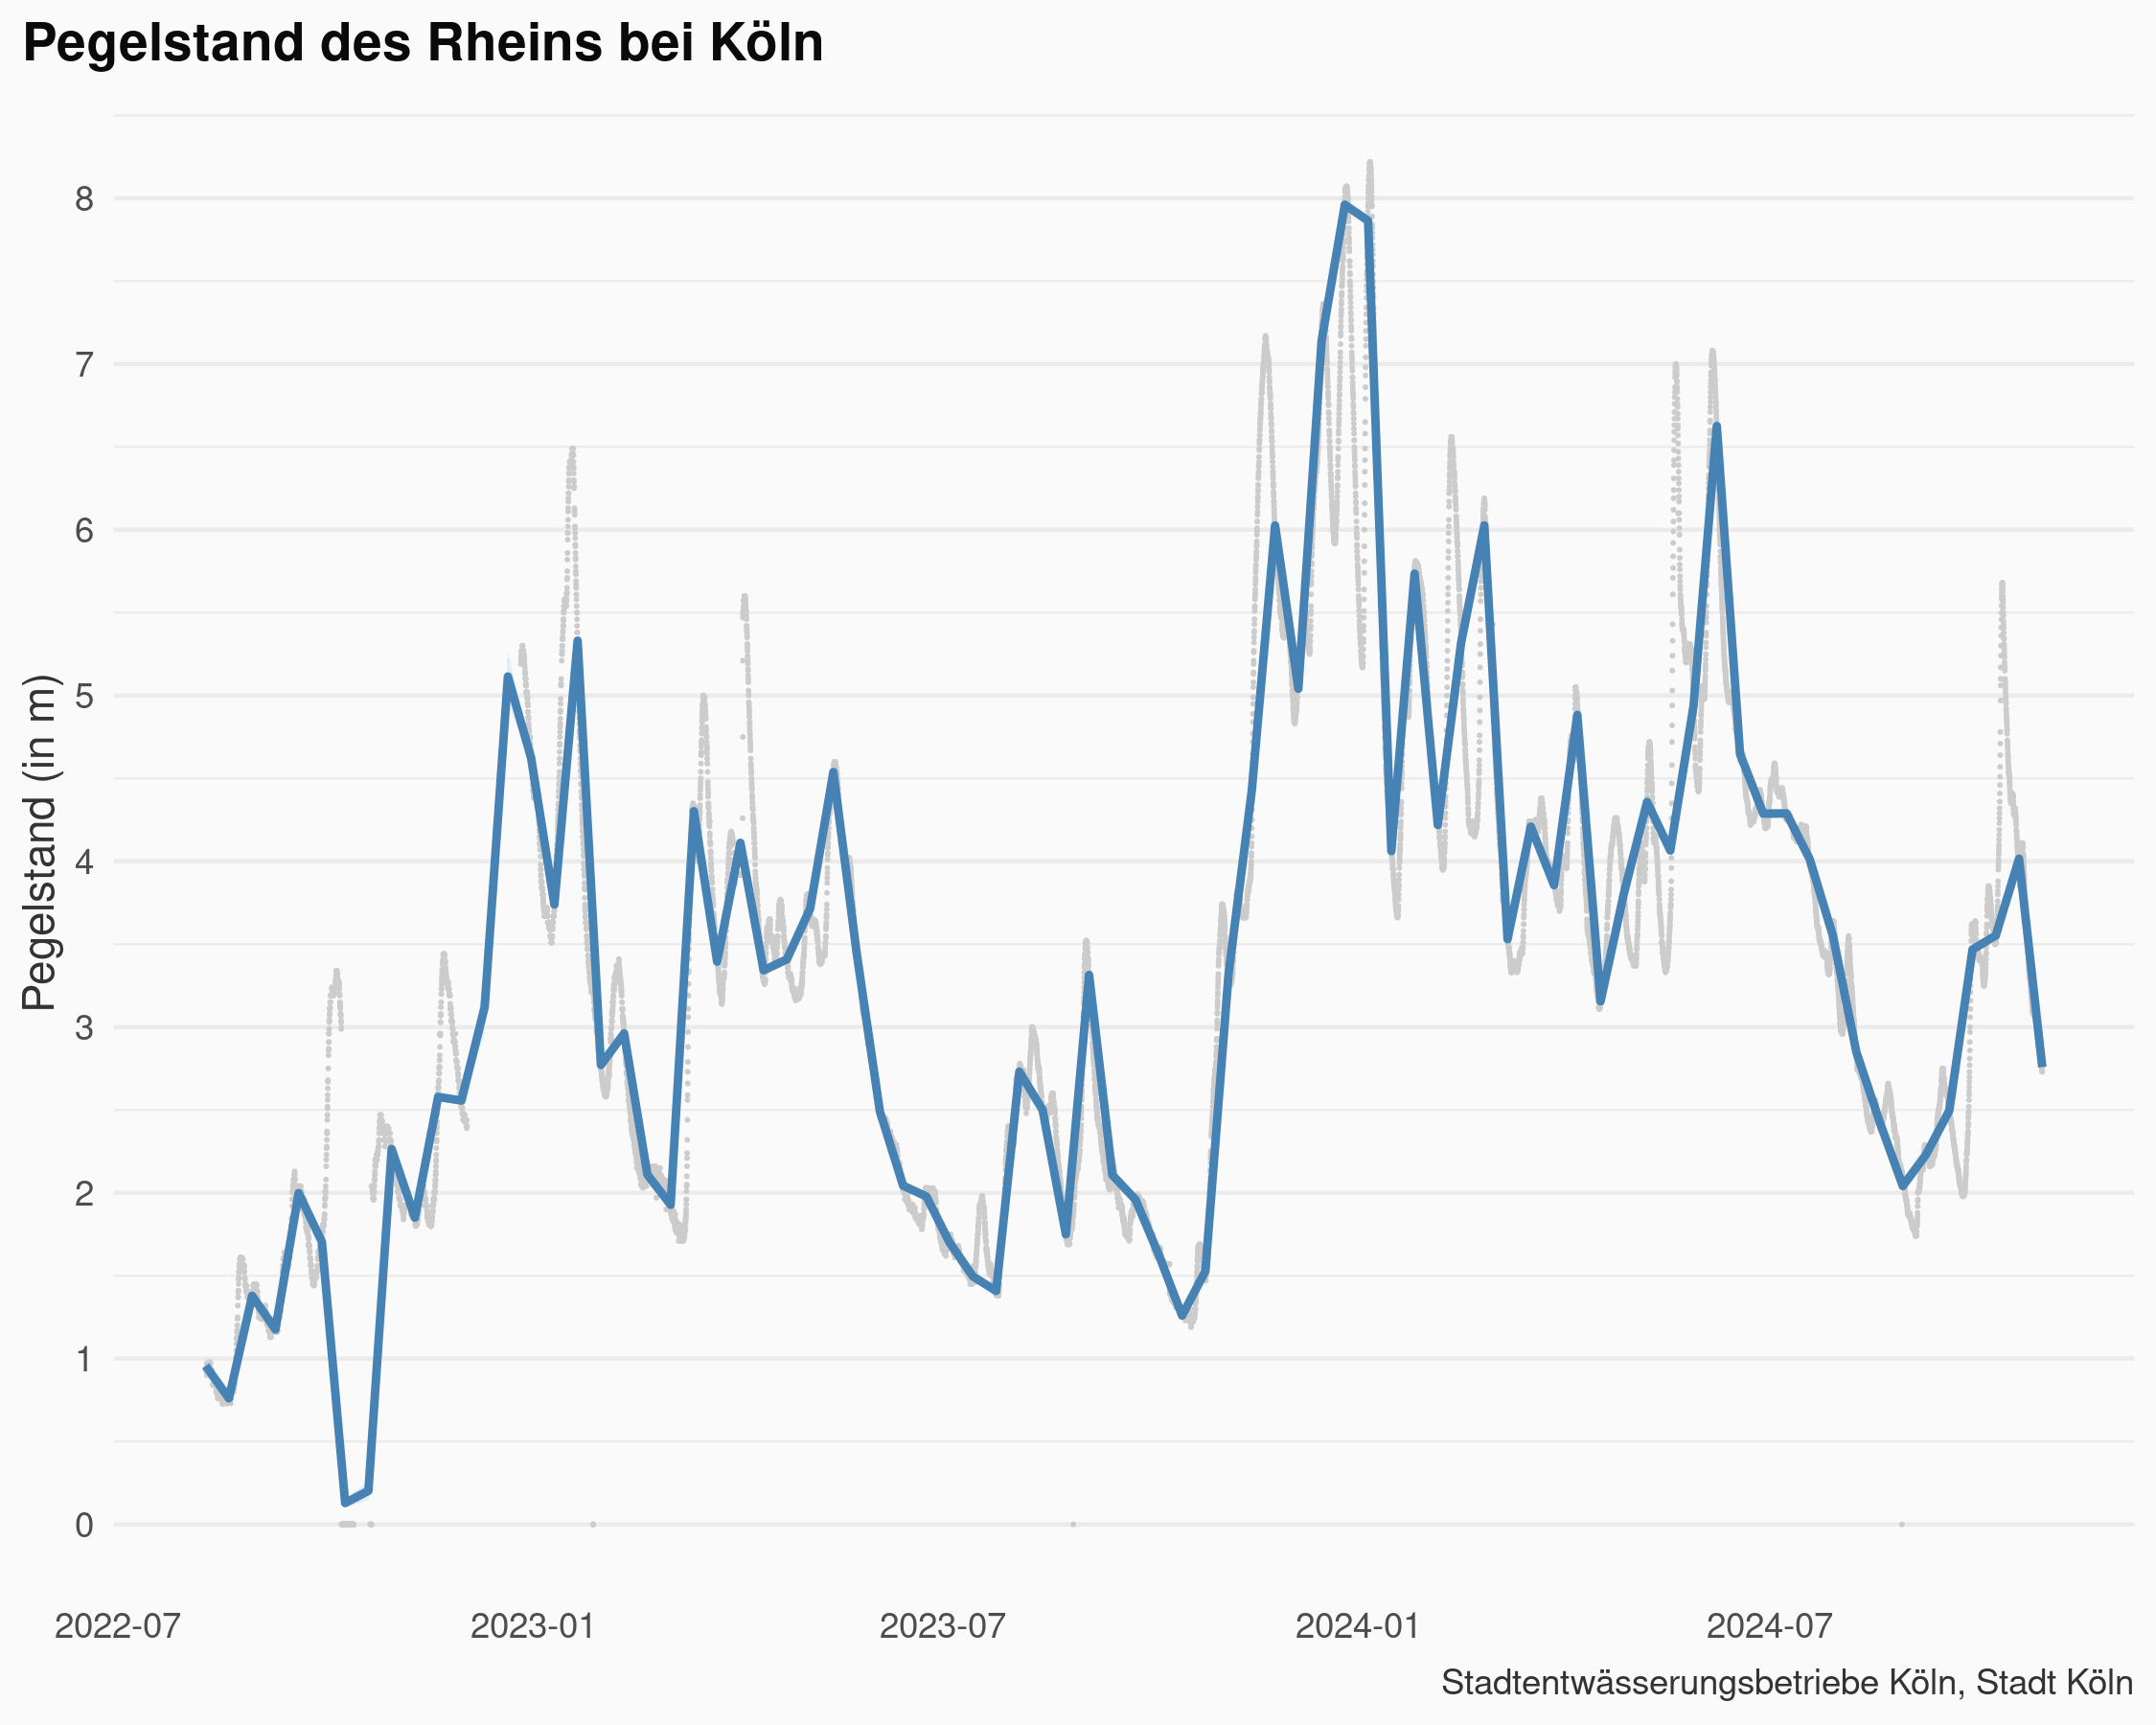 Pegelstand des Rheins bei Köln
Pegelstand (in m)
8
7
6
5
4
3
2
1
0
2022-07 2023-01 2023-07 2024-01 2024-07
Stadtentwässerungsbetriebe Köln, Stadt Köln